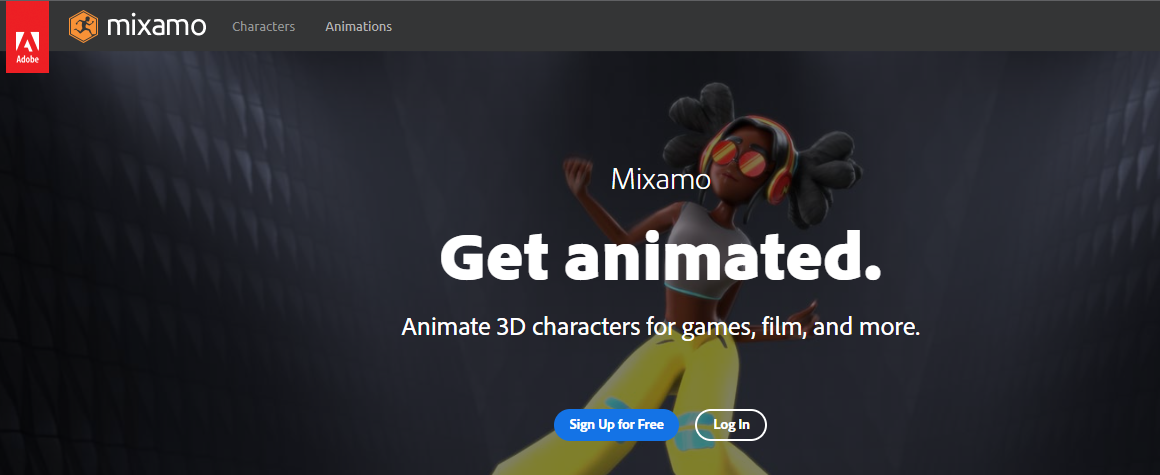 Adobe
mixamo
Characters
Animations
Mixamo
Get animated.
Animate 3D characters for games, film, and more.
Sign Up for Free
Log In